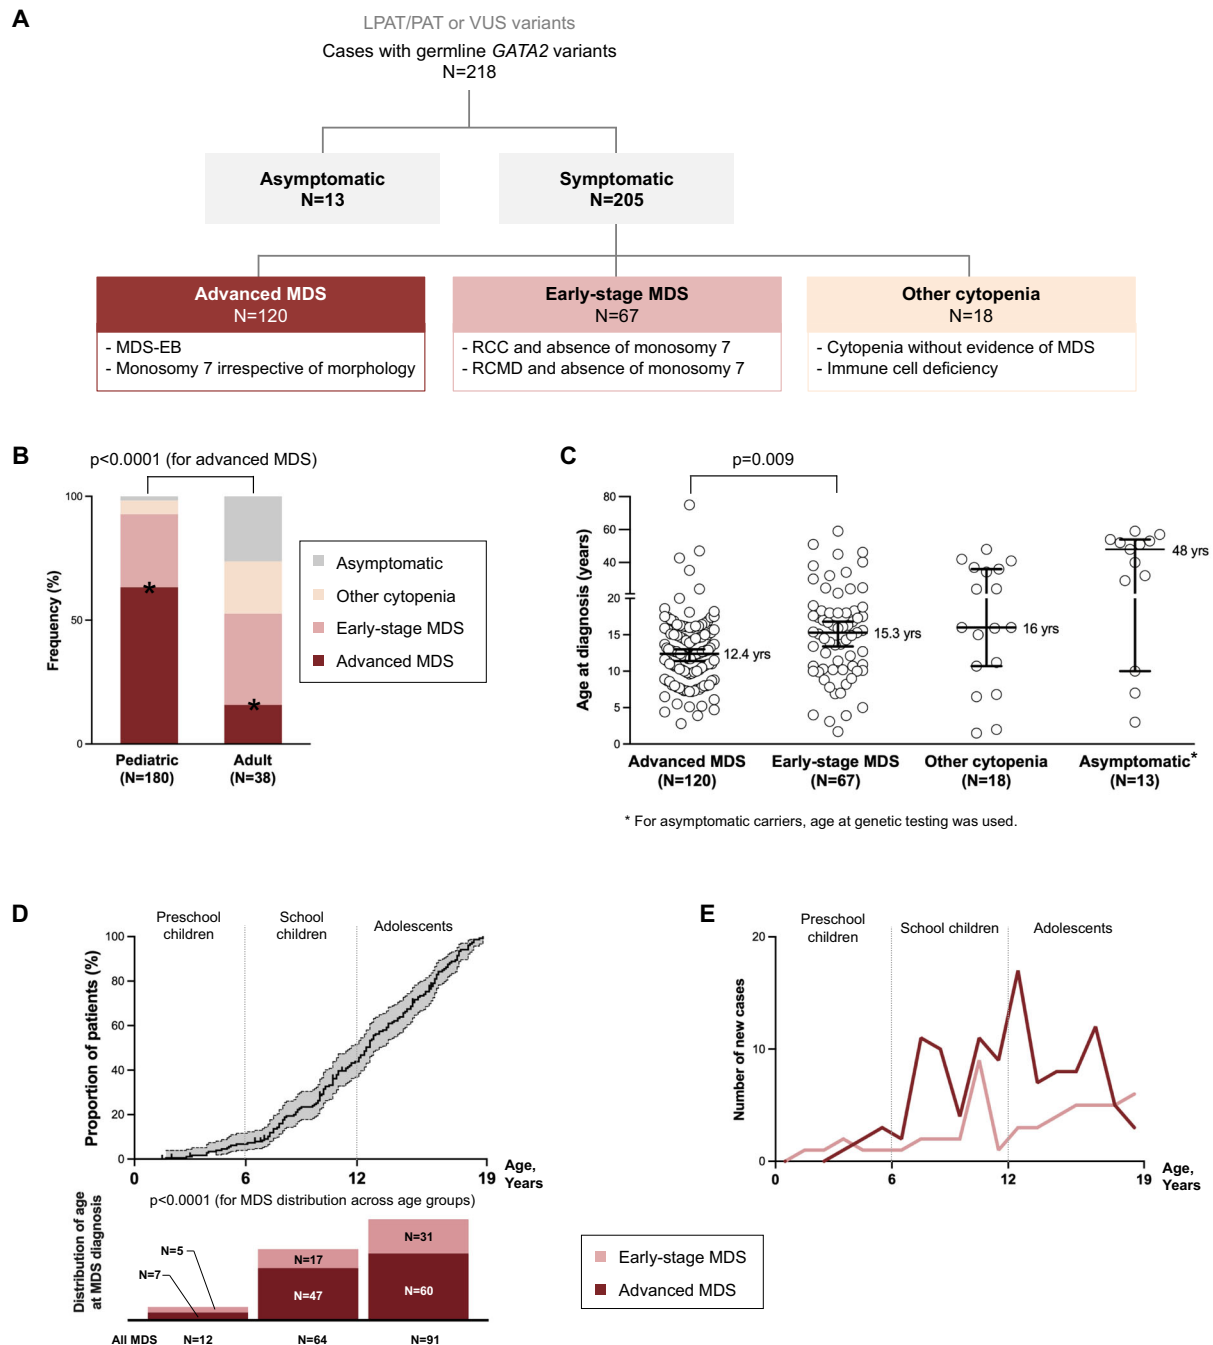 A
LPAT/PAT or VUS variants
Cases with germline GATA2 variants
N=218
Asymptomatic
N=13
Symptomatic
N=205
Advanced MDS
N=120
- MDS-EB
- Monosomy 7 irrespective of morphology
Early-stage MDS
N=67
- RCC and absence of monosomy 7
- RCMD and absence of monosomy 7
Other cytopenia
N=18
- Cytopenia without evidence of MDS
- Immune cell deficiency
B
p<0.0001 (for advanced MDS)
Frequency (%)
100
50
0
*
*
Pediatric
(N=180)
Adult
(N=38)
Asymptomatic
Other cytopenia
Early-stage MDS
Advanced MDS
C
p=0.009
Age at diagnosis (years)
80
60
40
20
15
10
5
0
12.4 yrs
15.3 yrs
16 yrs
48 yrs
Advanced MDS
(N=120)
Early-stage MDS
(N=67)
Other cytopenia
(N=18)
Asymptomatic*
(N=13)
* For asymptomatic carriers, age at genetic testing was used.
D
Preschool
children
School
children
Adolescents
Proportion of patients (%)
100
80
60
40
20
0
0
6
12
19
Age,
Years
p<0.0001 (for MDS distribution across age groups)
Distribution of age
at MDS diagnosis
N=5
N=7
N=17
N=47
N=31
N=60
All MDS
N=12
N=64
N=91
E
Preschool
children
School children
Adolescents
Number of new cases
20
10
0
0
6
12
19
Age,
Years
Early-stage MDS
Advanced MDS